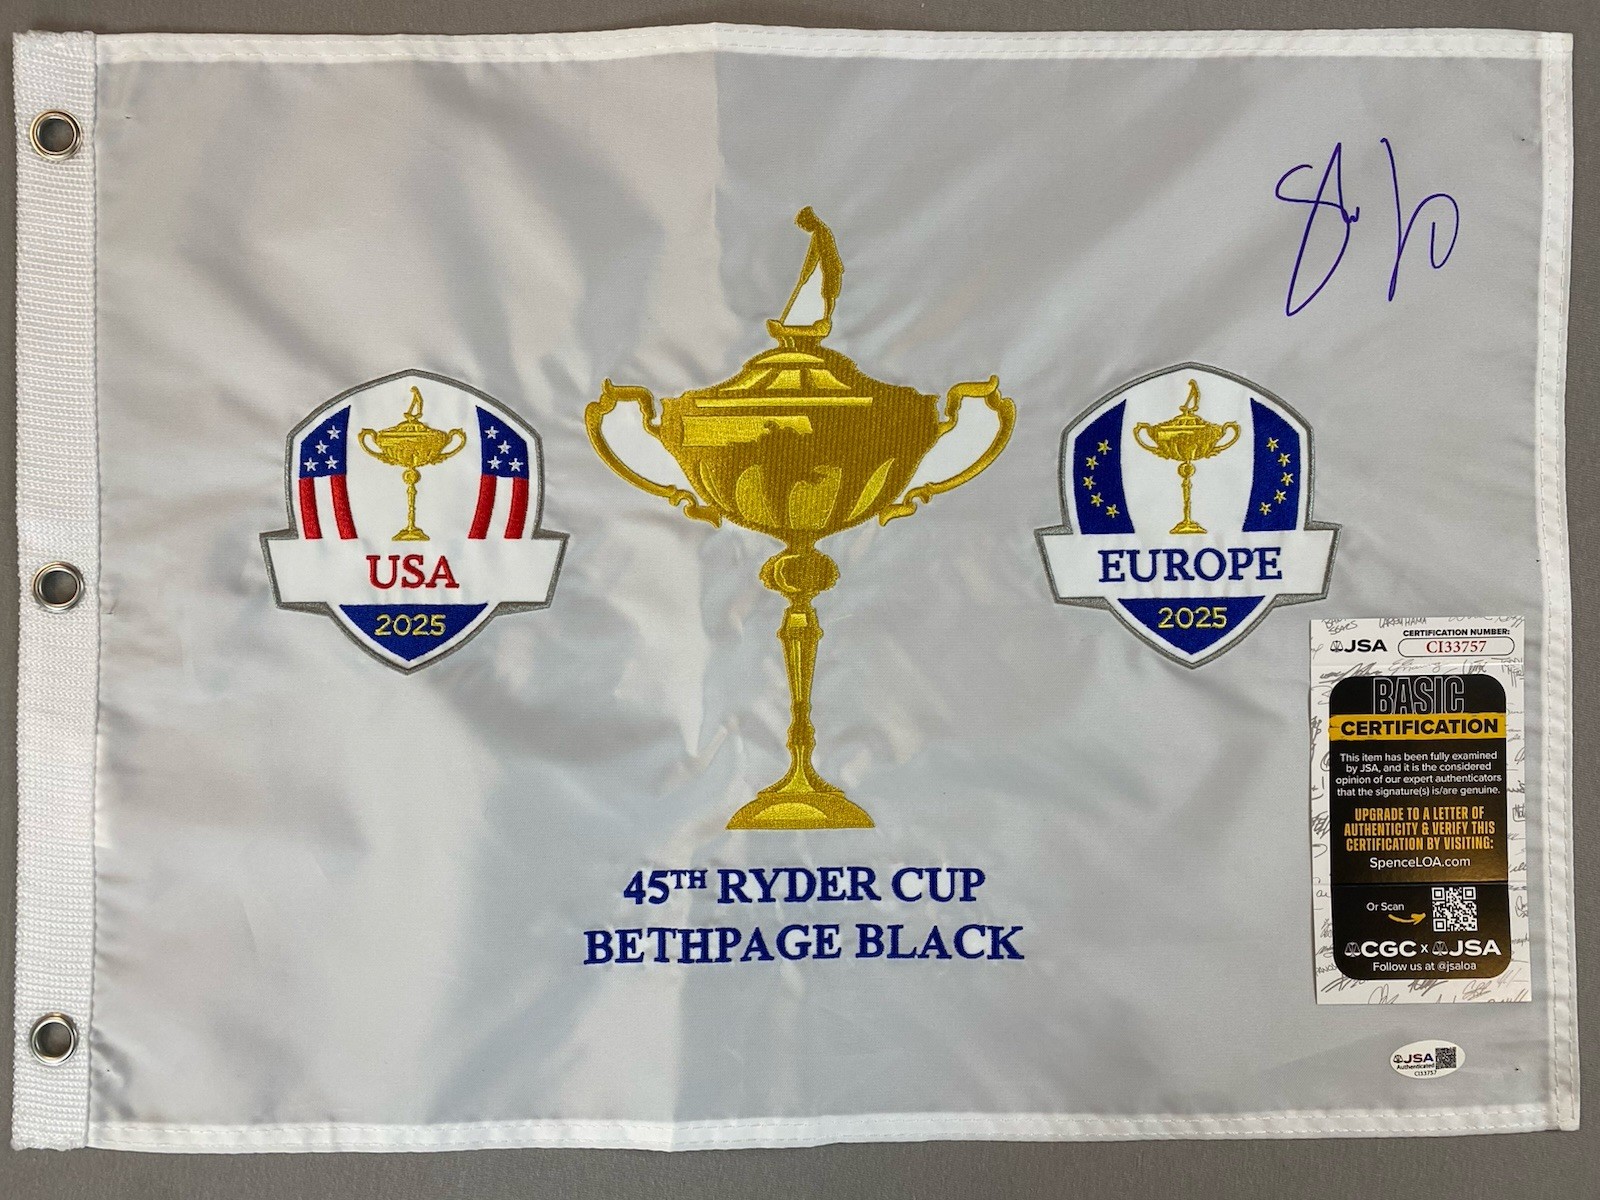 USA
2025
EUROPE
2025
45TH RYDER CUP
BETHPAGE BLACK
JSA
CERTIFICATION NUMBER:
CI33757
BASIC
CERTIFICATION
This item has been fully examined
by JSA, and it is the considered
opinion of our expert authenticators
that the signature(s) is/are genuine.
UPGRADE TO A LETTER OF
AUTHENTICITY & VERIFY THIS
CERTIFICATION BY VISITING:
SpenceLOA.com
Or Scan
CGC x JSA
Follow us at @jsaloa
JSA
Authenticated
CI33757